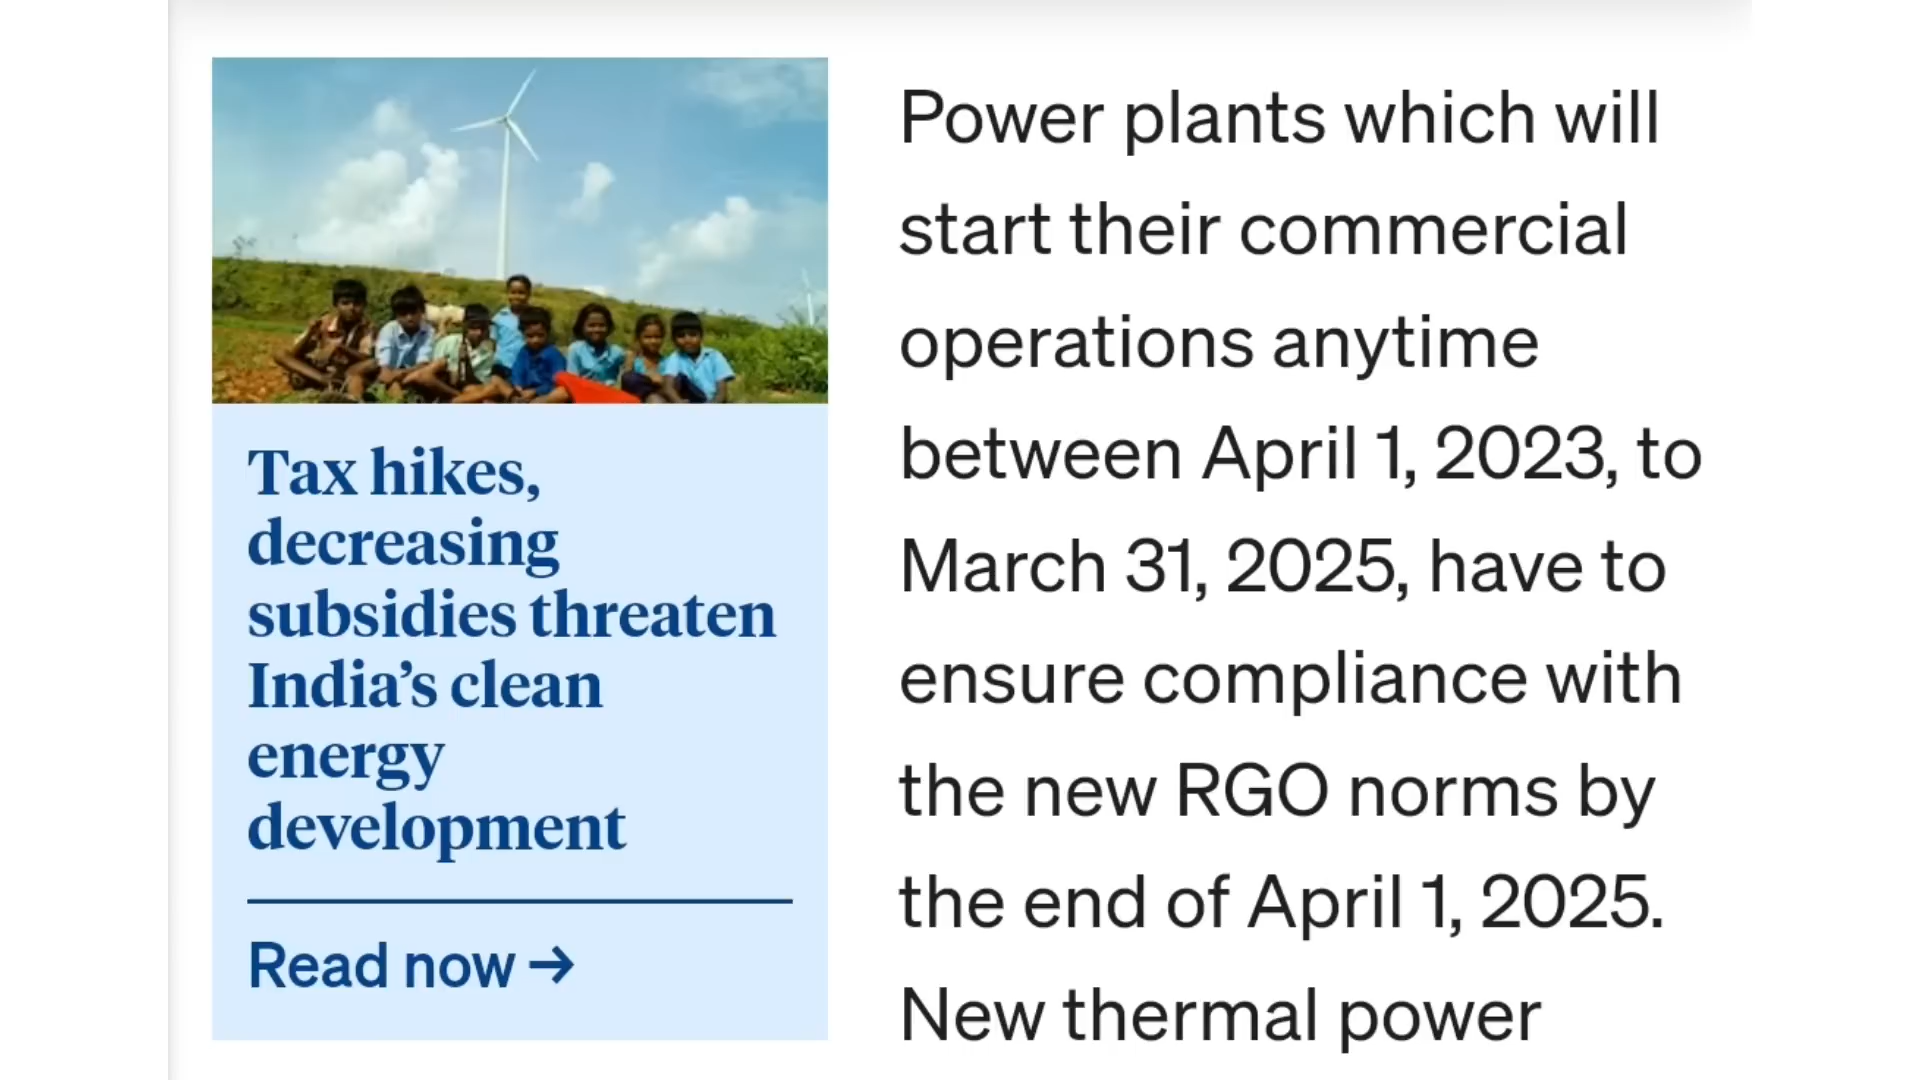 Tax hikes,
decreasing
subsidies threaten
India’s clean
energy
development
Read now →
Power plants which will
start their commercial
operations anytime
between April 1, 2023, to
March 31, 2025, have to
ensure compliance with
the new RGO norms by
the end of April 1, 2025.
New thermal power